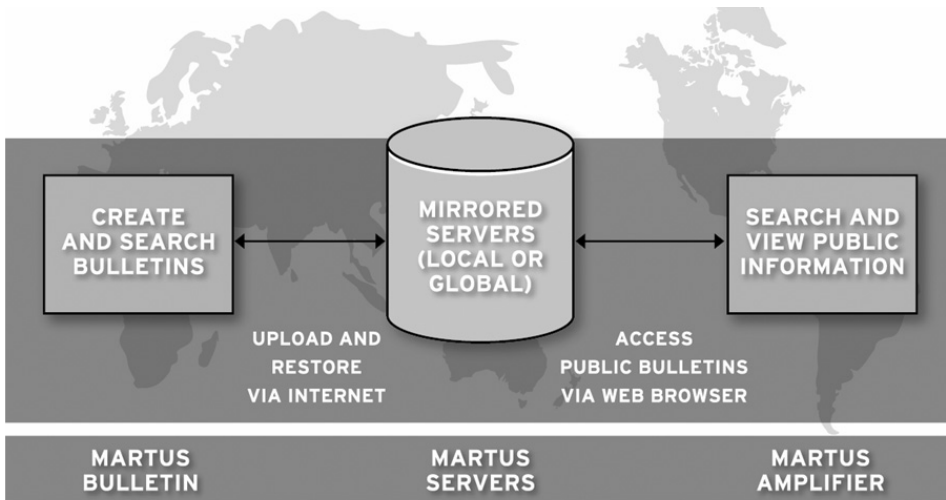 CREATE
AND SEARCH
BULLETINS
MIRRORED
SERVERS
(LOCAL OR
GLOBAL)
SEARCH AND
VIEW PUBLIC
INFORMATION
UPLOAD AND
RESTORE
VIA INTERNET
ACCESS
PUBLIC BULLETINS
VIA WEB BROWSER
MARTUS
BULLETIN
MARTUS
SERVERS
MARTUS
AMPLIFIER